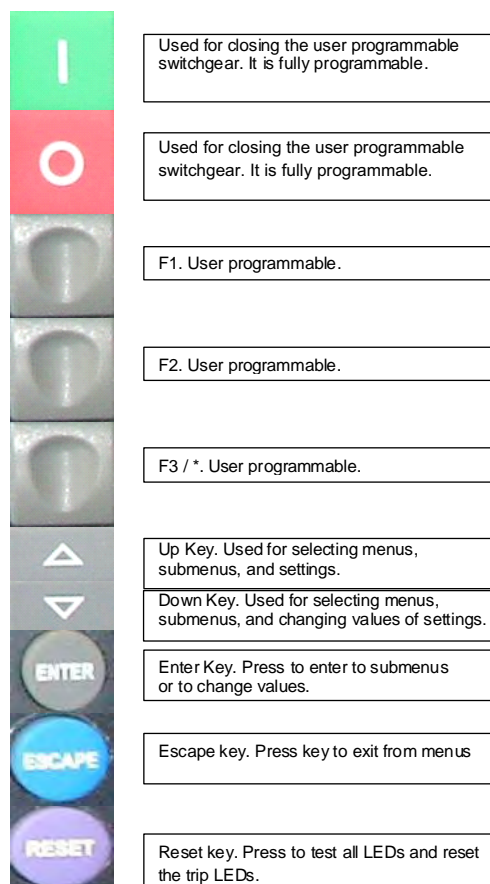 I
Used for closing the user programmable
switchgear. It is fully programmable.
O
Used for closing the user programmable
switchgear. It is fully programmable.
F1. User programmable.
F2. User programmable.
F3 / *. User programmable.
Up Key. Used for selecting menus,
submenus, and settings.
Down Key. Used for selecting menus,
submenus, and changing values of settings.
ENTER
Enter Key. Press to enter to submenus
or to change values.
ESCAPE
Escape key. Press key to exit from menus
RESET
Reset key. Press to test all LEDs and reset
the trip LEDs.